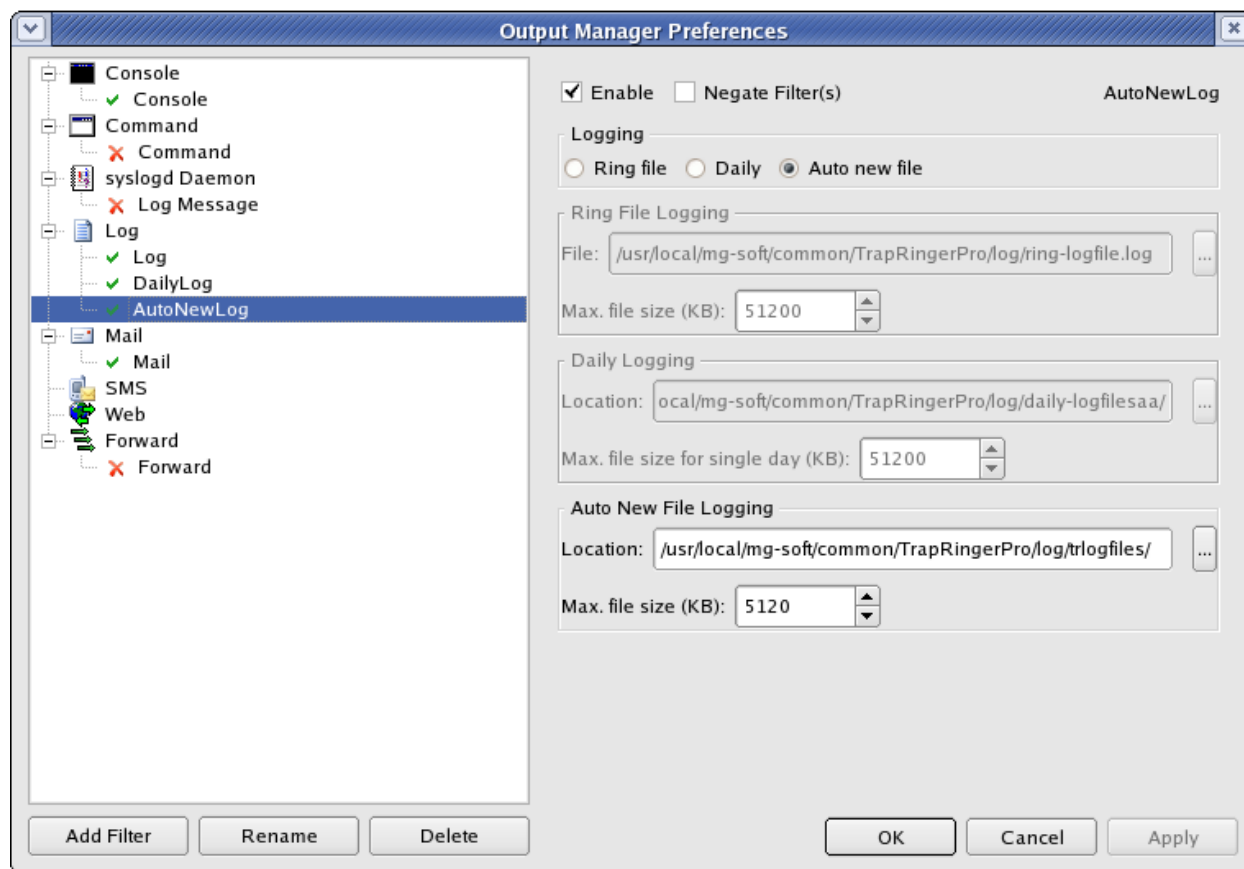 Output Manager Preferences
Console
Console
Command
Command
syslogd Daemon
Log Message
Log
Log
DailyLog
AutoNewLog
Mail
Mail
SMS
Web
Forward
Forward
Add Filter Rename Delete
Enable Negate Filter(s) AutoNewLog
Logging
Ring file Daily Auto new file
Ring File Logging
File: /usr/local/mg-soft/common/TrapRingerPro/log/ring-logfile.log ...
Max. file size (KB): 51200
Daily Logging
Location: ocal/mg-soft/common/TrapRingerPro/log/daily-logfilesaa/ ...
Max. file size for single day (KB): 51200
Auto New File Logging
Location: /usr/local/mg-soft/common/TrapRingerPro/log/trlogfiles/ ...
Max. file size (KB): 5120
OK Cancel Apply